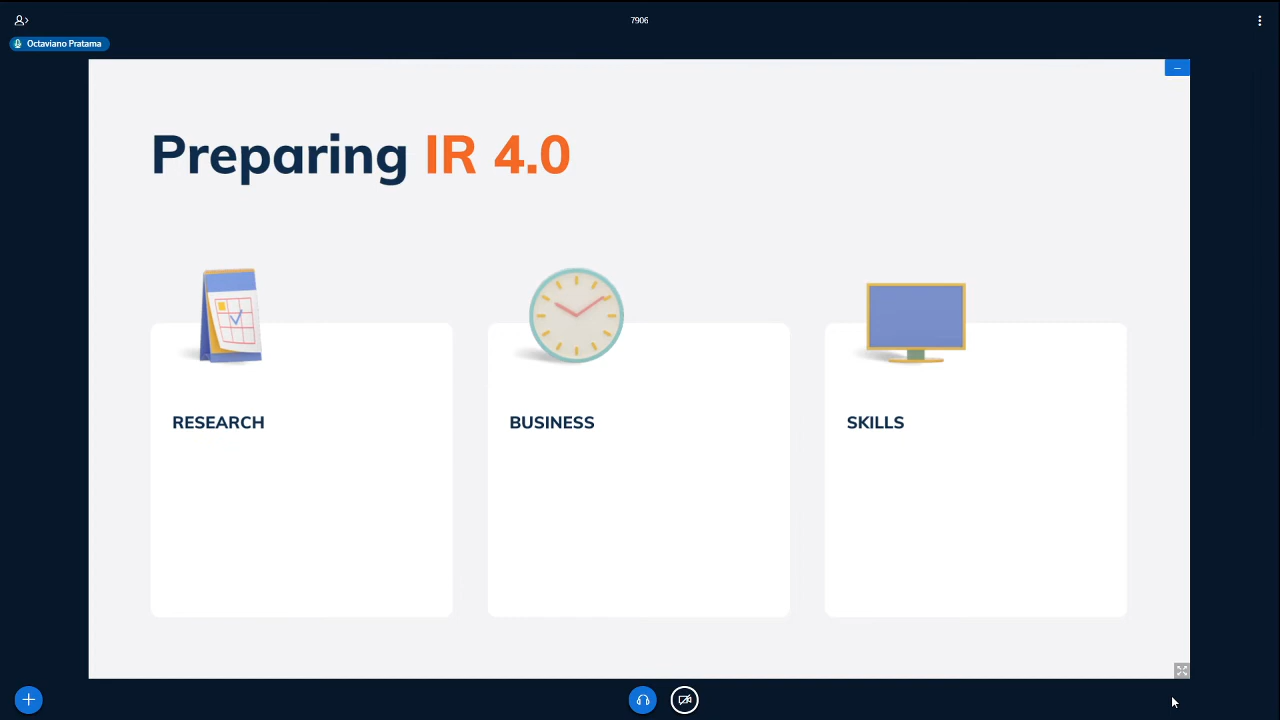 7906
Octaviano Pratama
Preparing IR 4.0
RESEARCH
BUSINESS
SKILLS